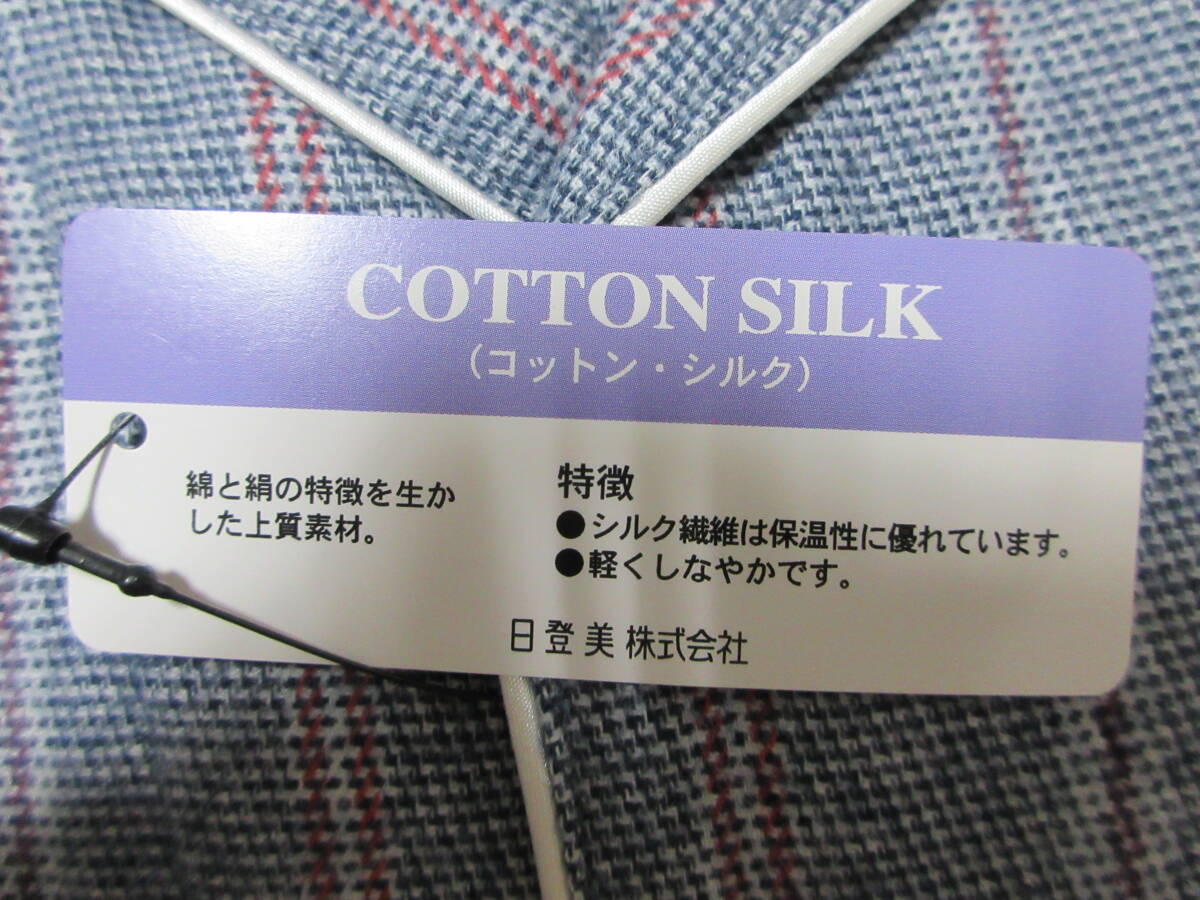 COTTON SILK
(コットン・シルク)
綿と絹の特徴を生か
した上質素材。
特徴
●シルク繊維は保温性に優れています。
●軽くしなやかです。
日登美株式会社